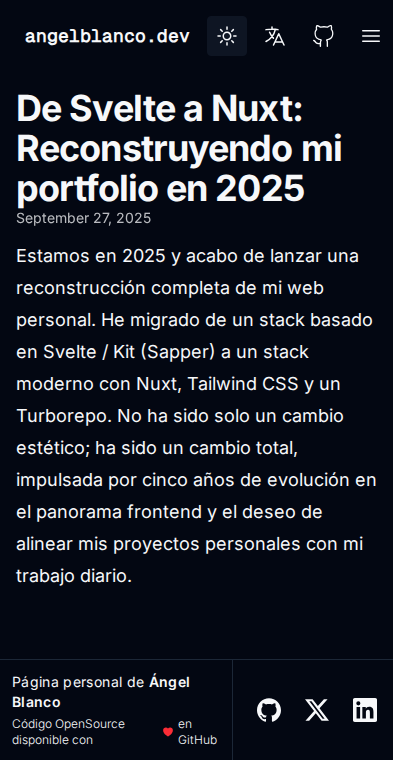 angelblanco.dev
De Svelte a Nuxt:
Reconstruyendo mi
portfolio en 2025
September 27, 2025
Estamos en 2025 y acabo de lanzar una
reconstrucción completa de mi web
personal. He migrado de un stack basado
en Svelte / Kit (Sapper) a un stack
moderno con Nuxt, Tailwind CSS y un
Turborepo. No ha sido solo un cambio
estético; ha sido un cambio total,
impulsada por cinco años de evolución en
el panorama frontend y el deseo de
alinear mis proyectos personales con mi
trabajo diario.
Página personal de Ángel
Blanco
Código OpenSource
disponible con
en
GitHub